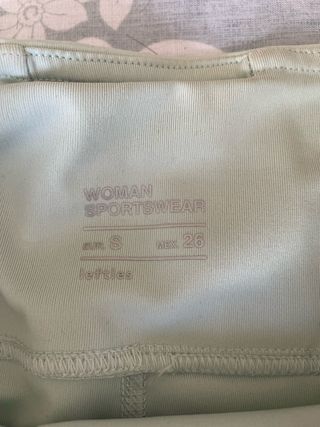 WOMAN
SPORTSWEAR
EUR. S MEX. 26
lefties